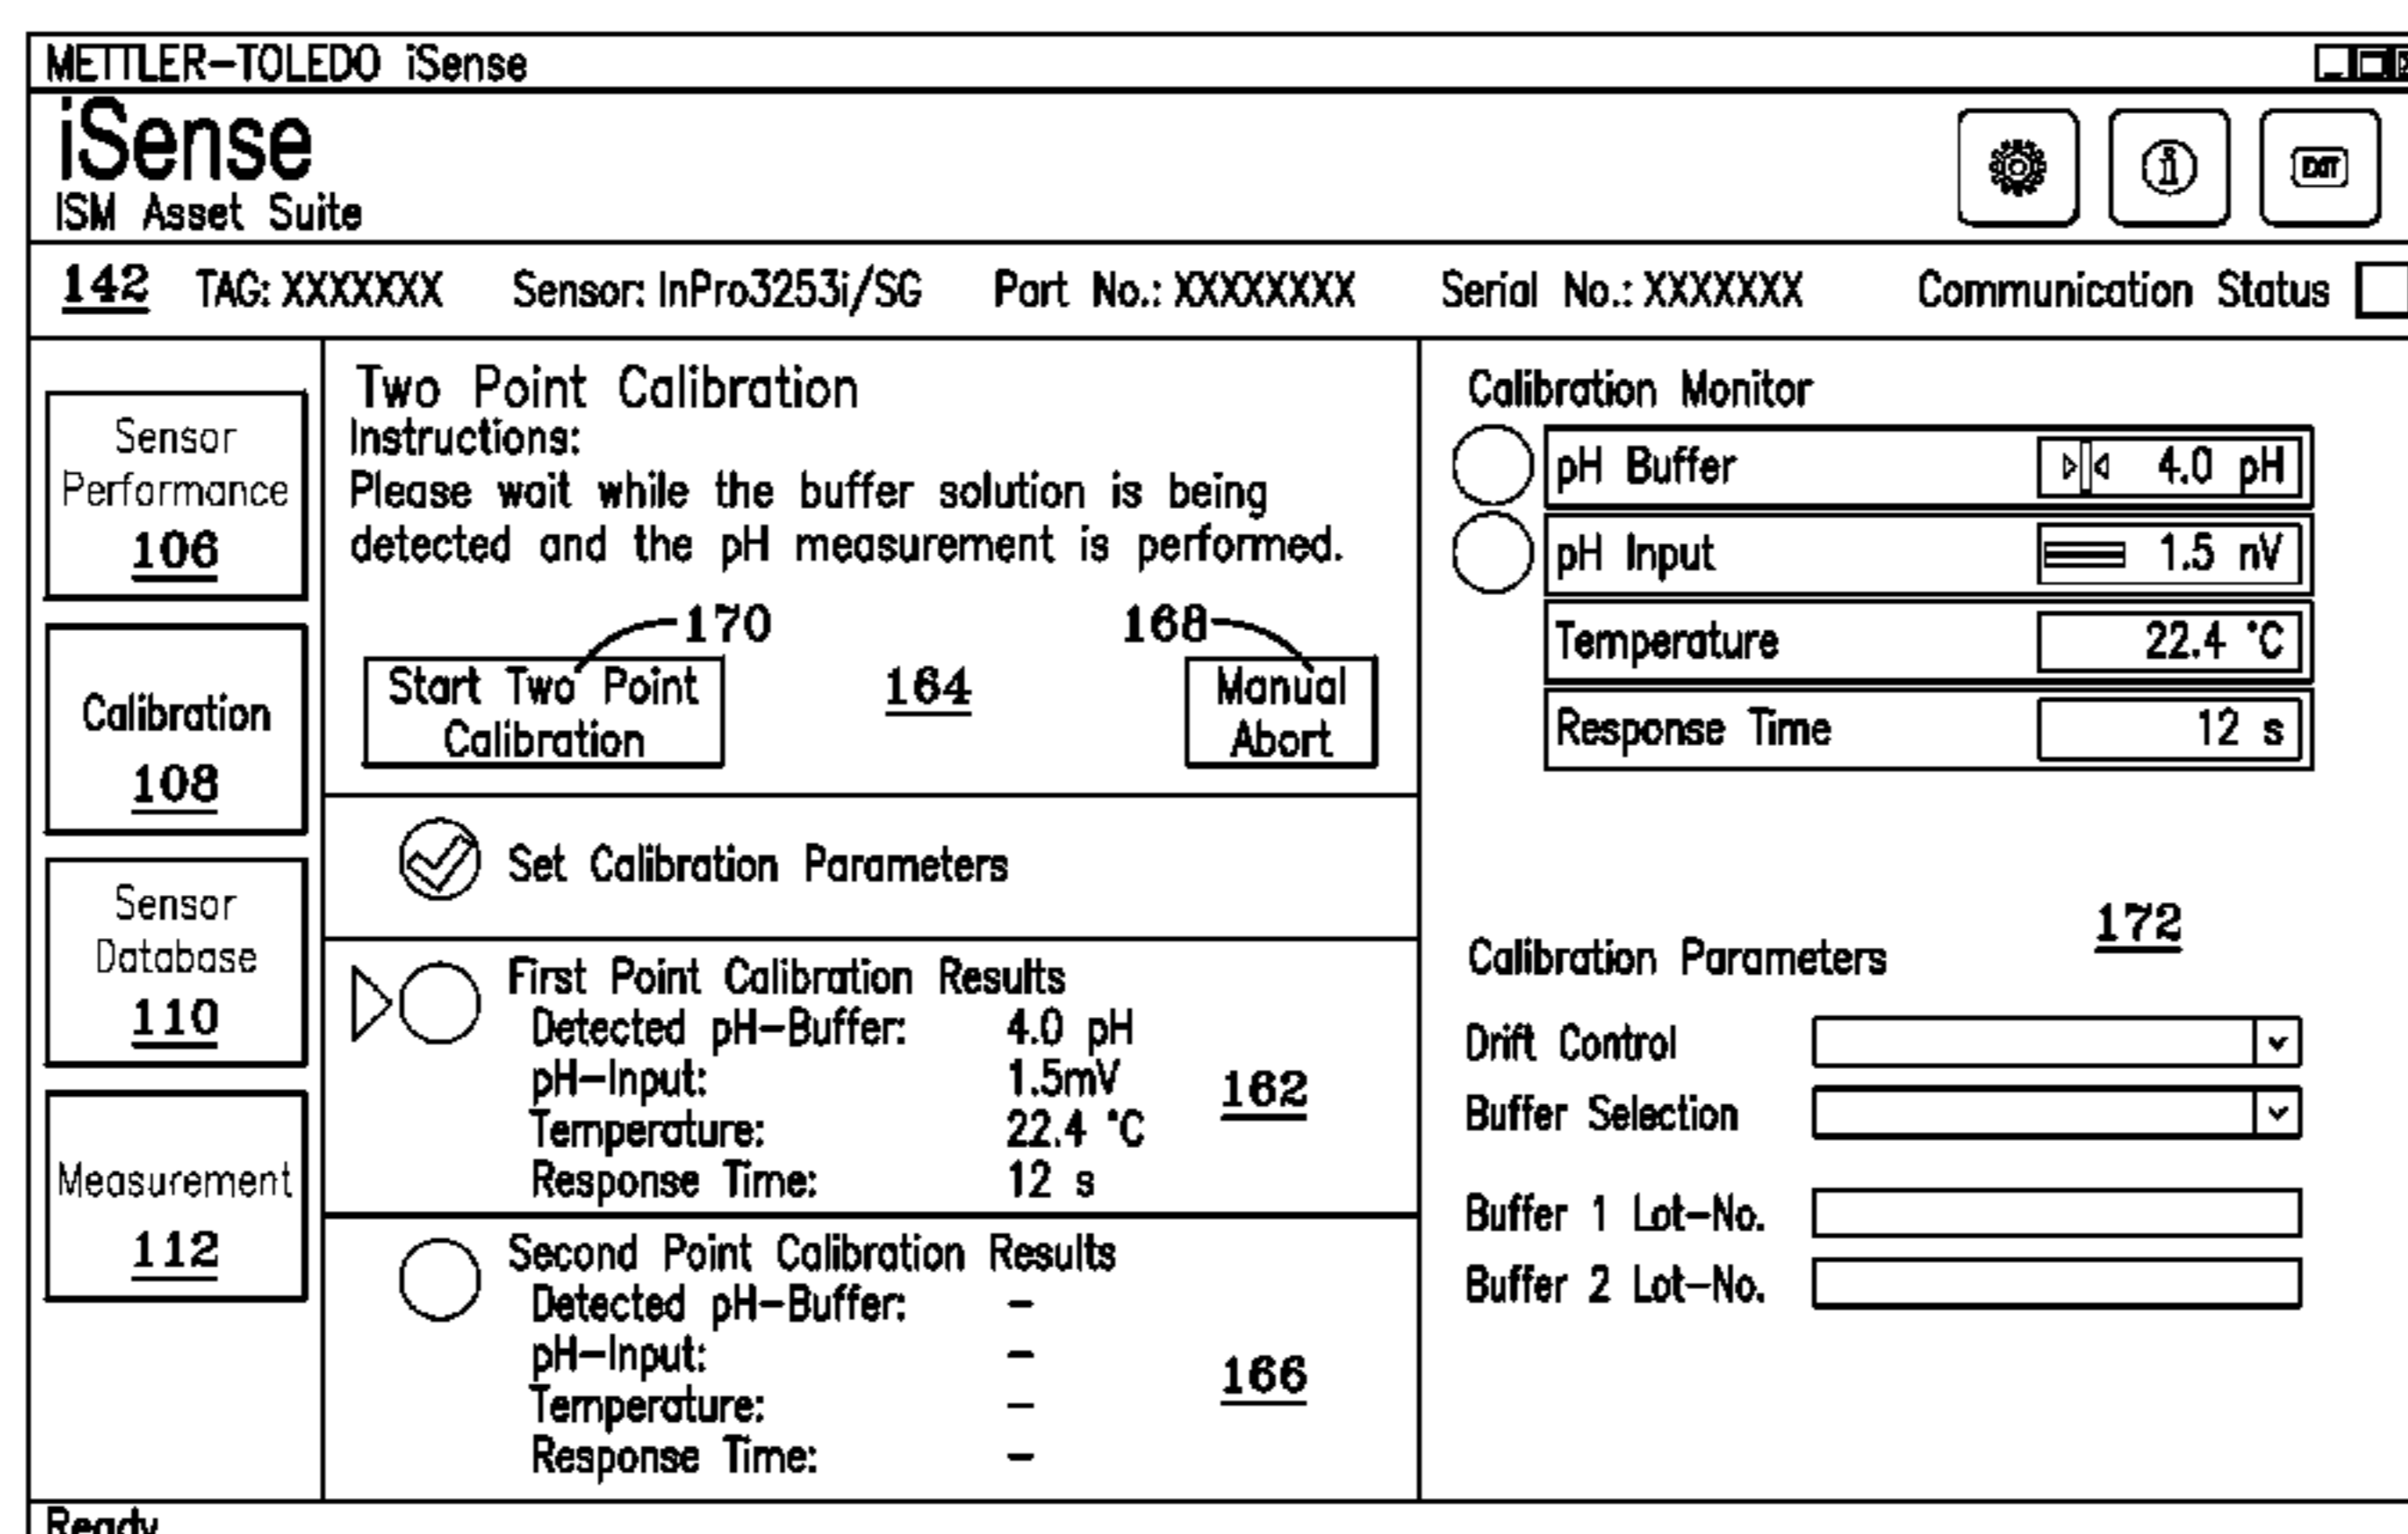 METTLER-TOLEDO iSense
iSense
ISM Asset Suite
EXIT
142 TAG: XXXXXXX Sensor: InPro3253i/SG Part No.: XXXXXXXX Serial No.: XXXXXXX Communication Status
Sensor
Performance
106
Calibration
108
Sensor
Database
110
Measurement
112
Two Point Calibration
Instructions:
Please wait while the buffer solution is being
detected and the pH measurement is performed.
170 168
Start Two Point
Calibration
164
Manual
Abort
Set Calibration Parameters
First Point Calibration Results
Detected pH-Buffer: 4.0 pH
pH-Input: 1.5mV
Temperature: 22.4 °C
Response Time: 12 s
162
Second Point Calibration Results
Detected pH-Buffer: -
pH-Input: -
Temperature: -
Response Time: -
166
Calibration Monitor
pH Buffer 4.0 pH
pH Input 1.5 nV
Temperature 22.4 °C
Response Time 12 s
172
Calibration Parameters
Drift Control
Buffer Selection
Buffer 1 Lot-No.
Buffer 2 Lot-No.
Ready